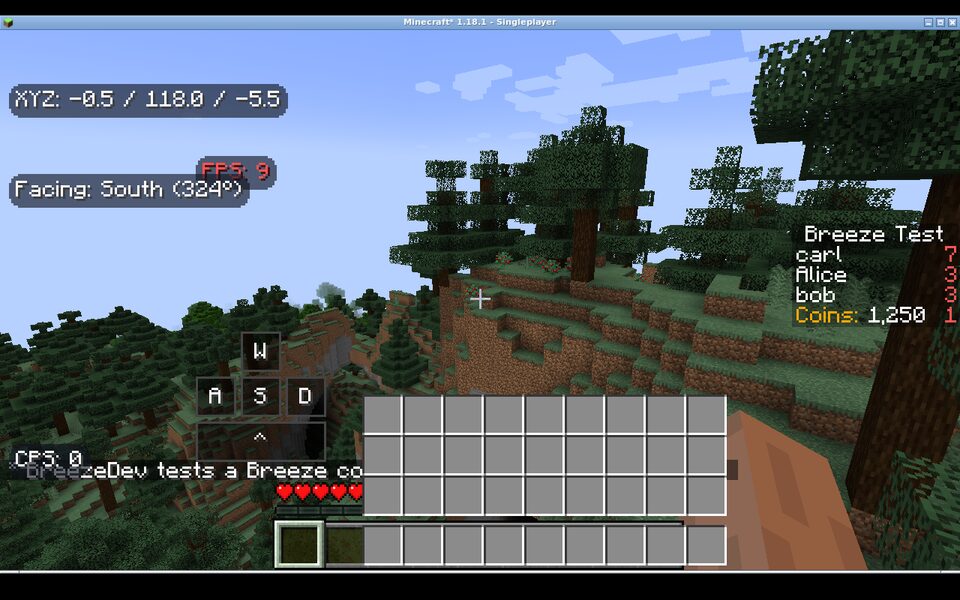 Minecraft* 1.18.1 - Singleplayer
XYZ: -0.5 / 118.0 / -5.5
FPS: 9
Facing: South (324º)
Breeze Test
carl 7
Alice 3
bob 3
Coins: 1,250 1
W
A S D
^
CPS: 0
BreezeDev tests a Breeze co